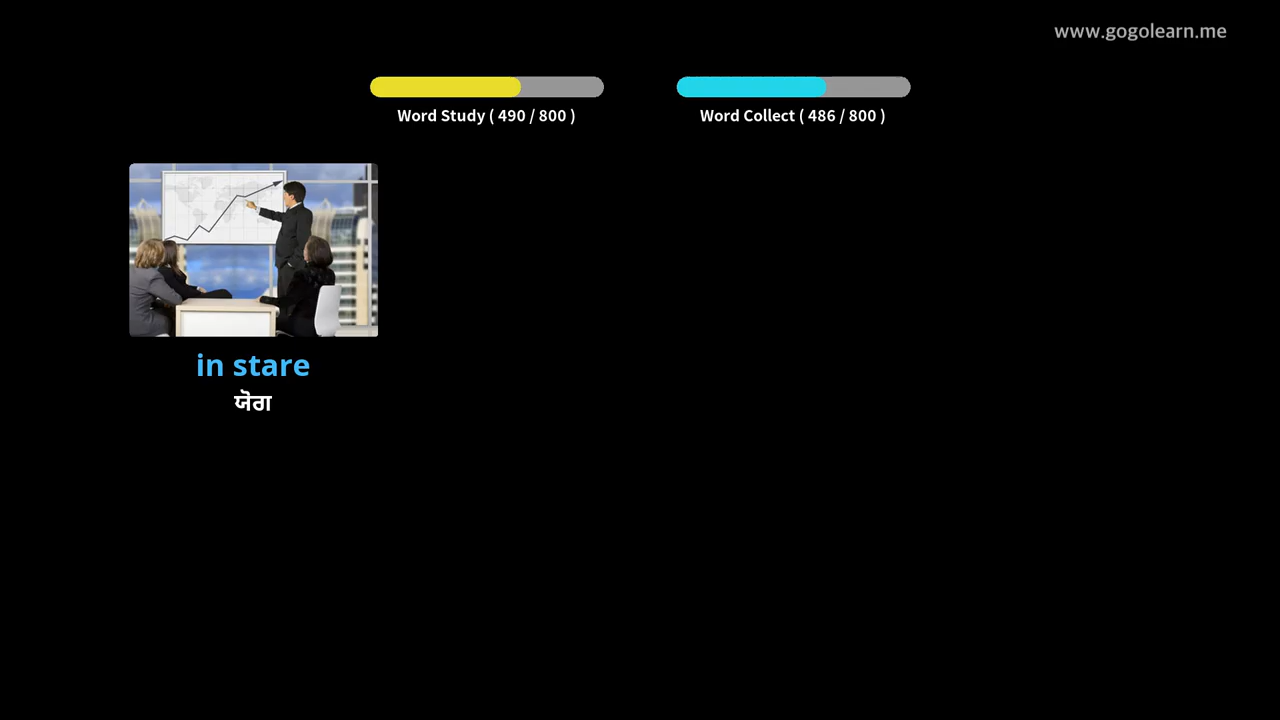 www.gogolearn.me
Word Study ( 490 / 800 )
Word Collect ( 486 / 800 )
in stare
ਯੋਗ